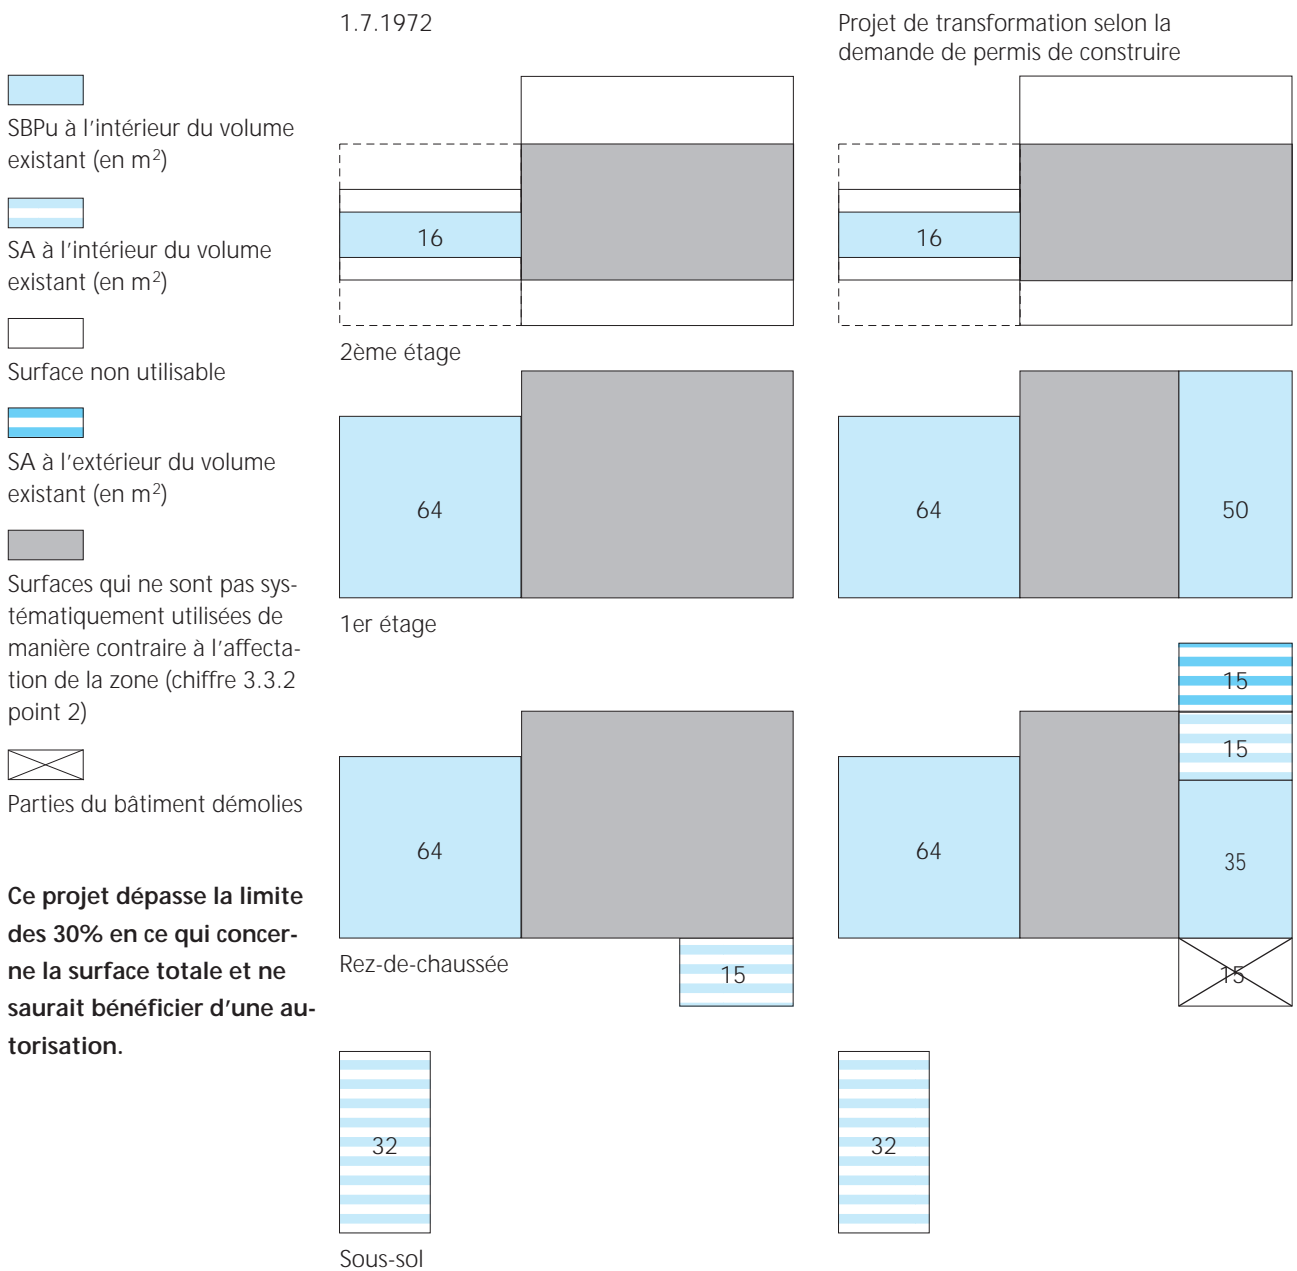 1.7.1972
Projet de transformation selon la
demande de permis de construire
SBPu à l'intérieur du volume
existant (en m²)
SA à l'intérieur du volume
existant (en m²)
Surface non utilisable
SA à l'extérieur du volume
existant (en m²)
Surfaces qui ne sont pas sys-
tématiquement utilisées de
manière contraire à l'affecta-
tion de la zone (chiffre 3.3.2
point 2)
Parties du bâtiment démolies
Ce projet dépasse la limite
des 30% en ce qui concer-
ne la surface totale et ne
saurait bénéficier d'une au-
torisation.
16
16
2ème étage
64
64
50
1er étage
15
15
64
64
35
Rez-de-chaussée
15
15
32
32
Sous-sol